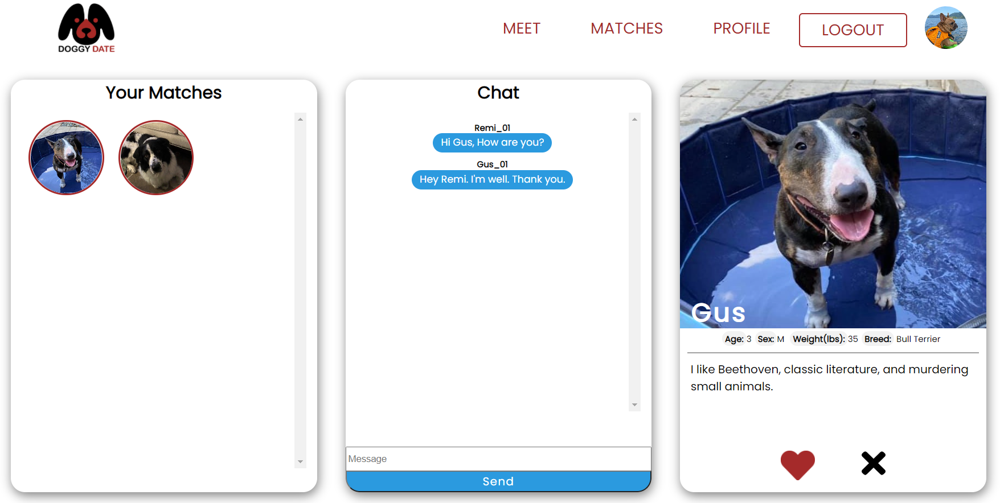 DOGGY DATE
MEET
MATCHES
PROFILE
LOGOUT
Your Matches
Chat
Remi_01
Hi Gus, How are you?
Gus_01
Hey Remi. I'm well. Thank you.
Message
Send
Gus
Age: 3 Sex: M Weight(lbs): 35 Breed: Bull Terrier
I like Beethoven, classic literature, and murdering
small animals.